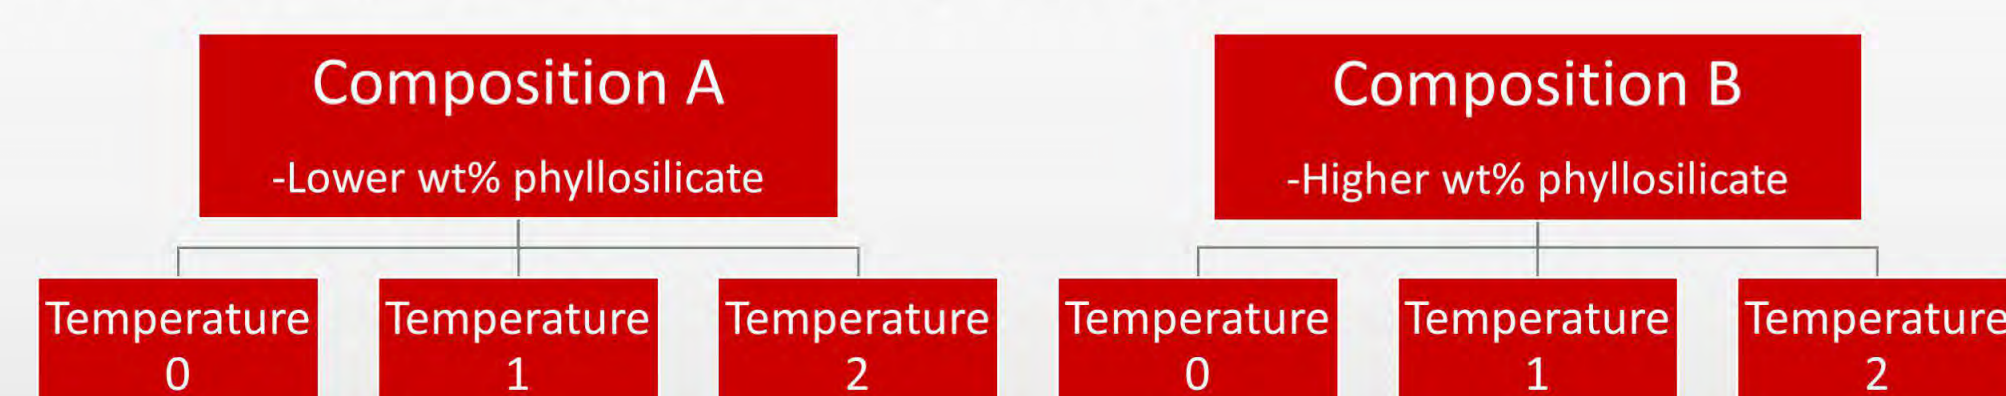 Composition A
-Lower wt% phyllosilicate
Composition B
-Higher wt% phyllosilicate
Temperature
0
Temperature
1
Temperature
2
Temperature
0
Temperature
1
Temperature
2